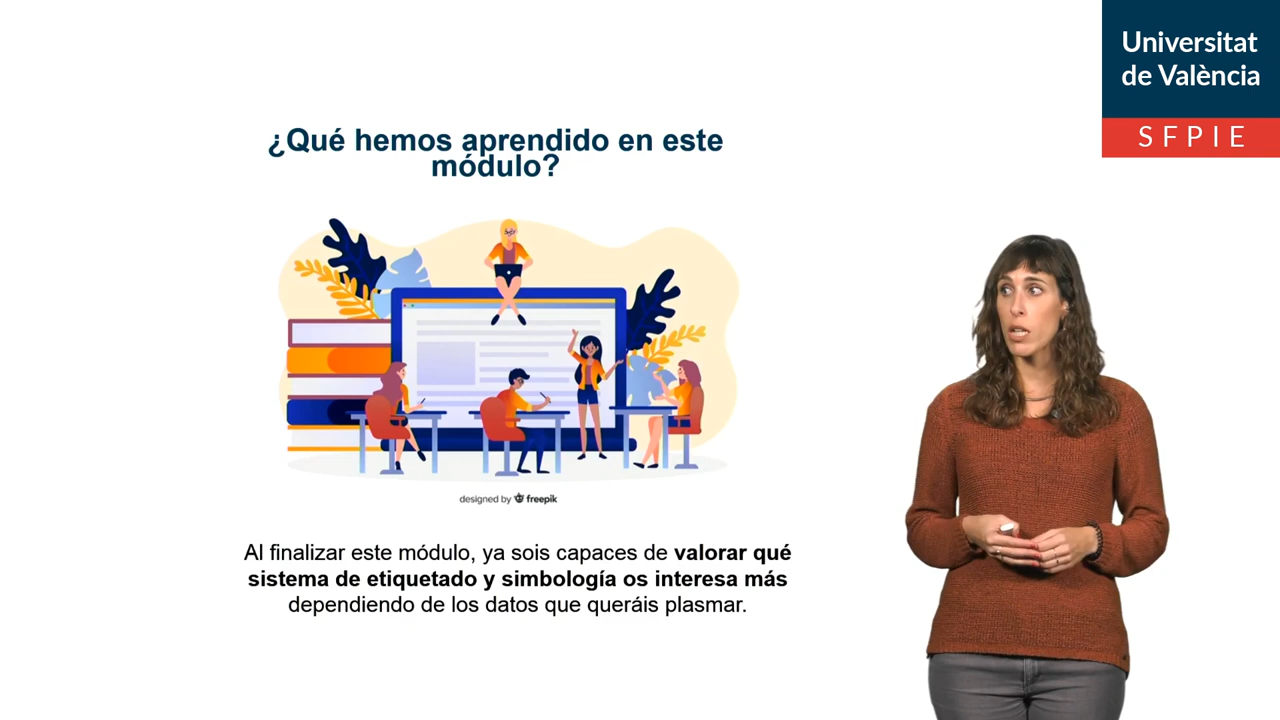 Universitat
de València
SFPIE
¿Qué hemos aprendido en este
módulo?
designed by freepik
Al finalizar este módulo, ya sois capaces de valorar qué
sistema de etiquetado y simbología os interesa más
dependiendo de los datos que queráis plasmar.